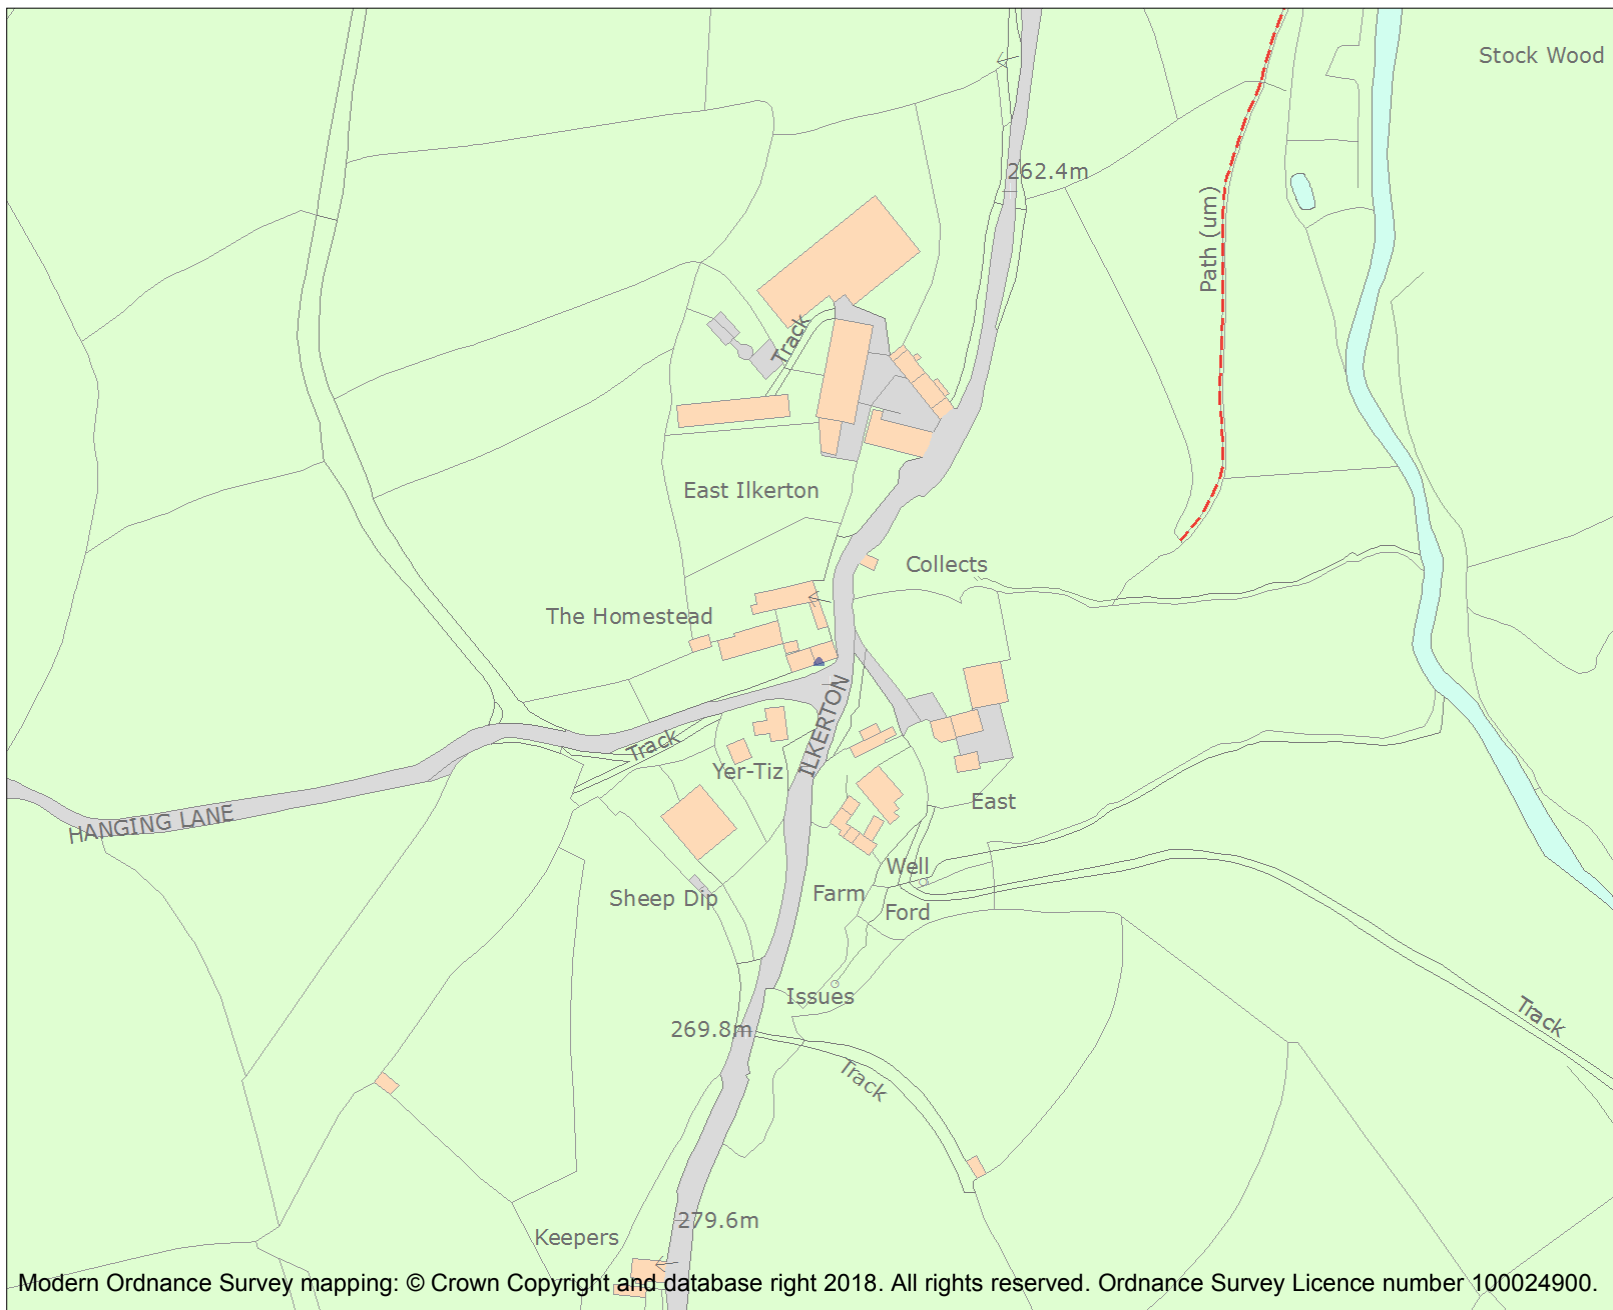 Stock Wood
262.4m
Path (um)
Track
East Ilkerton
Collects
The Homestead
ILKERTON
Track
Yer-Tiz
HANGING LANE
East
Well
Sheep Dip
Farm
Ford
Issues
Track
269.8m
Track
279.6m
Keepers
Modern Ordnance Survey mapping: © Crown Copyright and database right 2018. All rights reserved. Ordnance Survey Licence number 100024900.